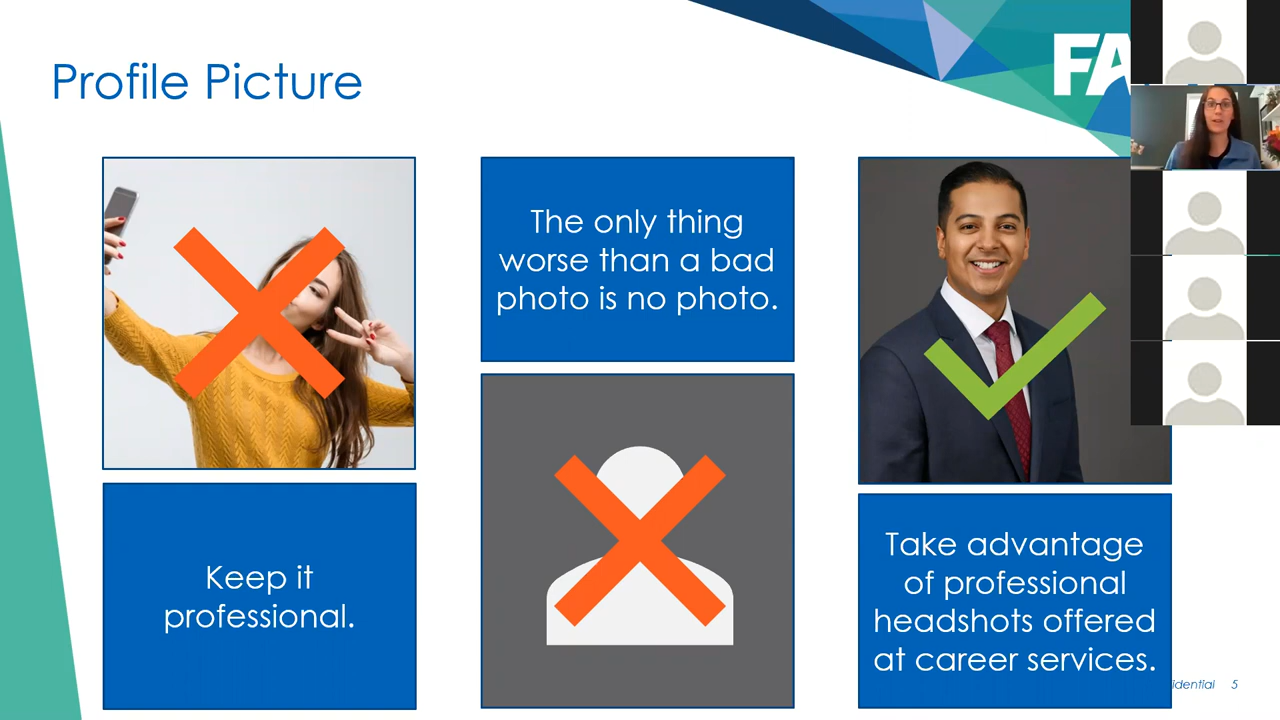 Profile Picture
FA
The only thing
worse than a bad
photo is no photo.
Keep it
professional.
Take advantage
of professional
headshots offered
at career services.
idential 5